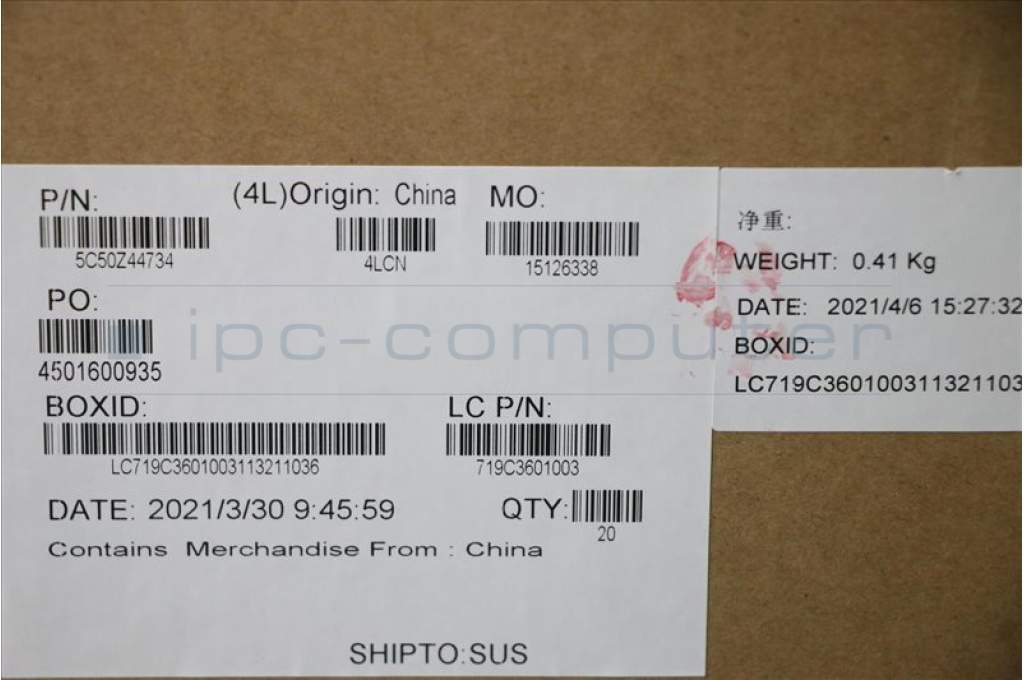 P/N:
(4L)Origin: China
MO:
5C50Z44734
4LCN
15126338
PO:
4501600935
BOXID:
LC719C3601003113211036
LC P/N:
719C3601003
DATE: 2021/3/30 9:45:59
QTY:
20
Contains Merchandise From : China
SHIPTO:SUS
净重:
WEIGHT: 0.41 Kg
DATE: 2021/4/6 15:27:32
BOXID:
LC719C360100311321103
ipc-computer